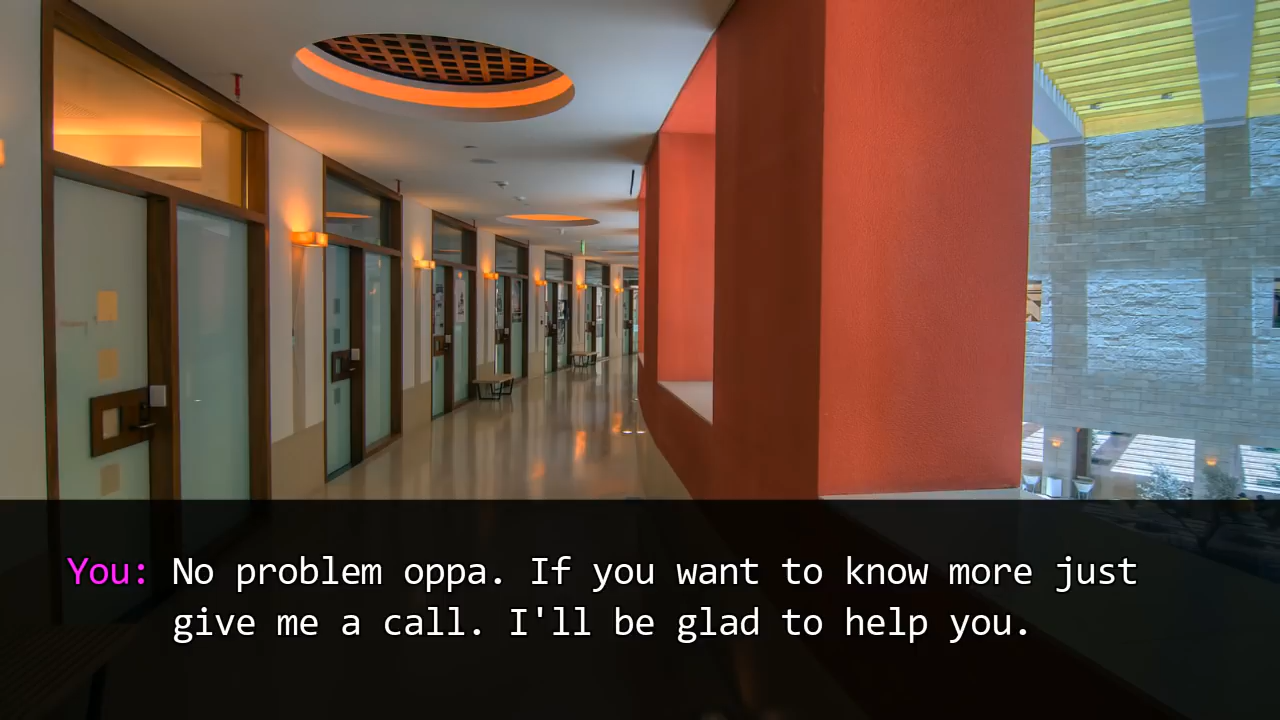 You: No problem oppa. If you want to know more just
give me a call. I'll be glad to help you.